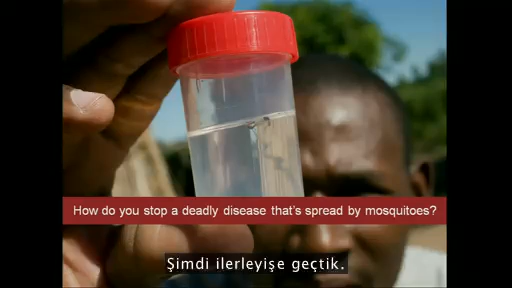 How do you stop a deadly disease that's spread by mosquitoes?
Şimdi ilerleyişe geçtik.